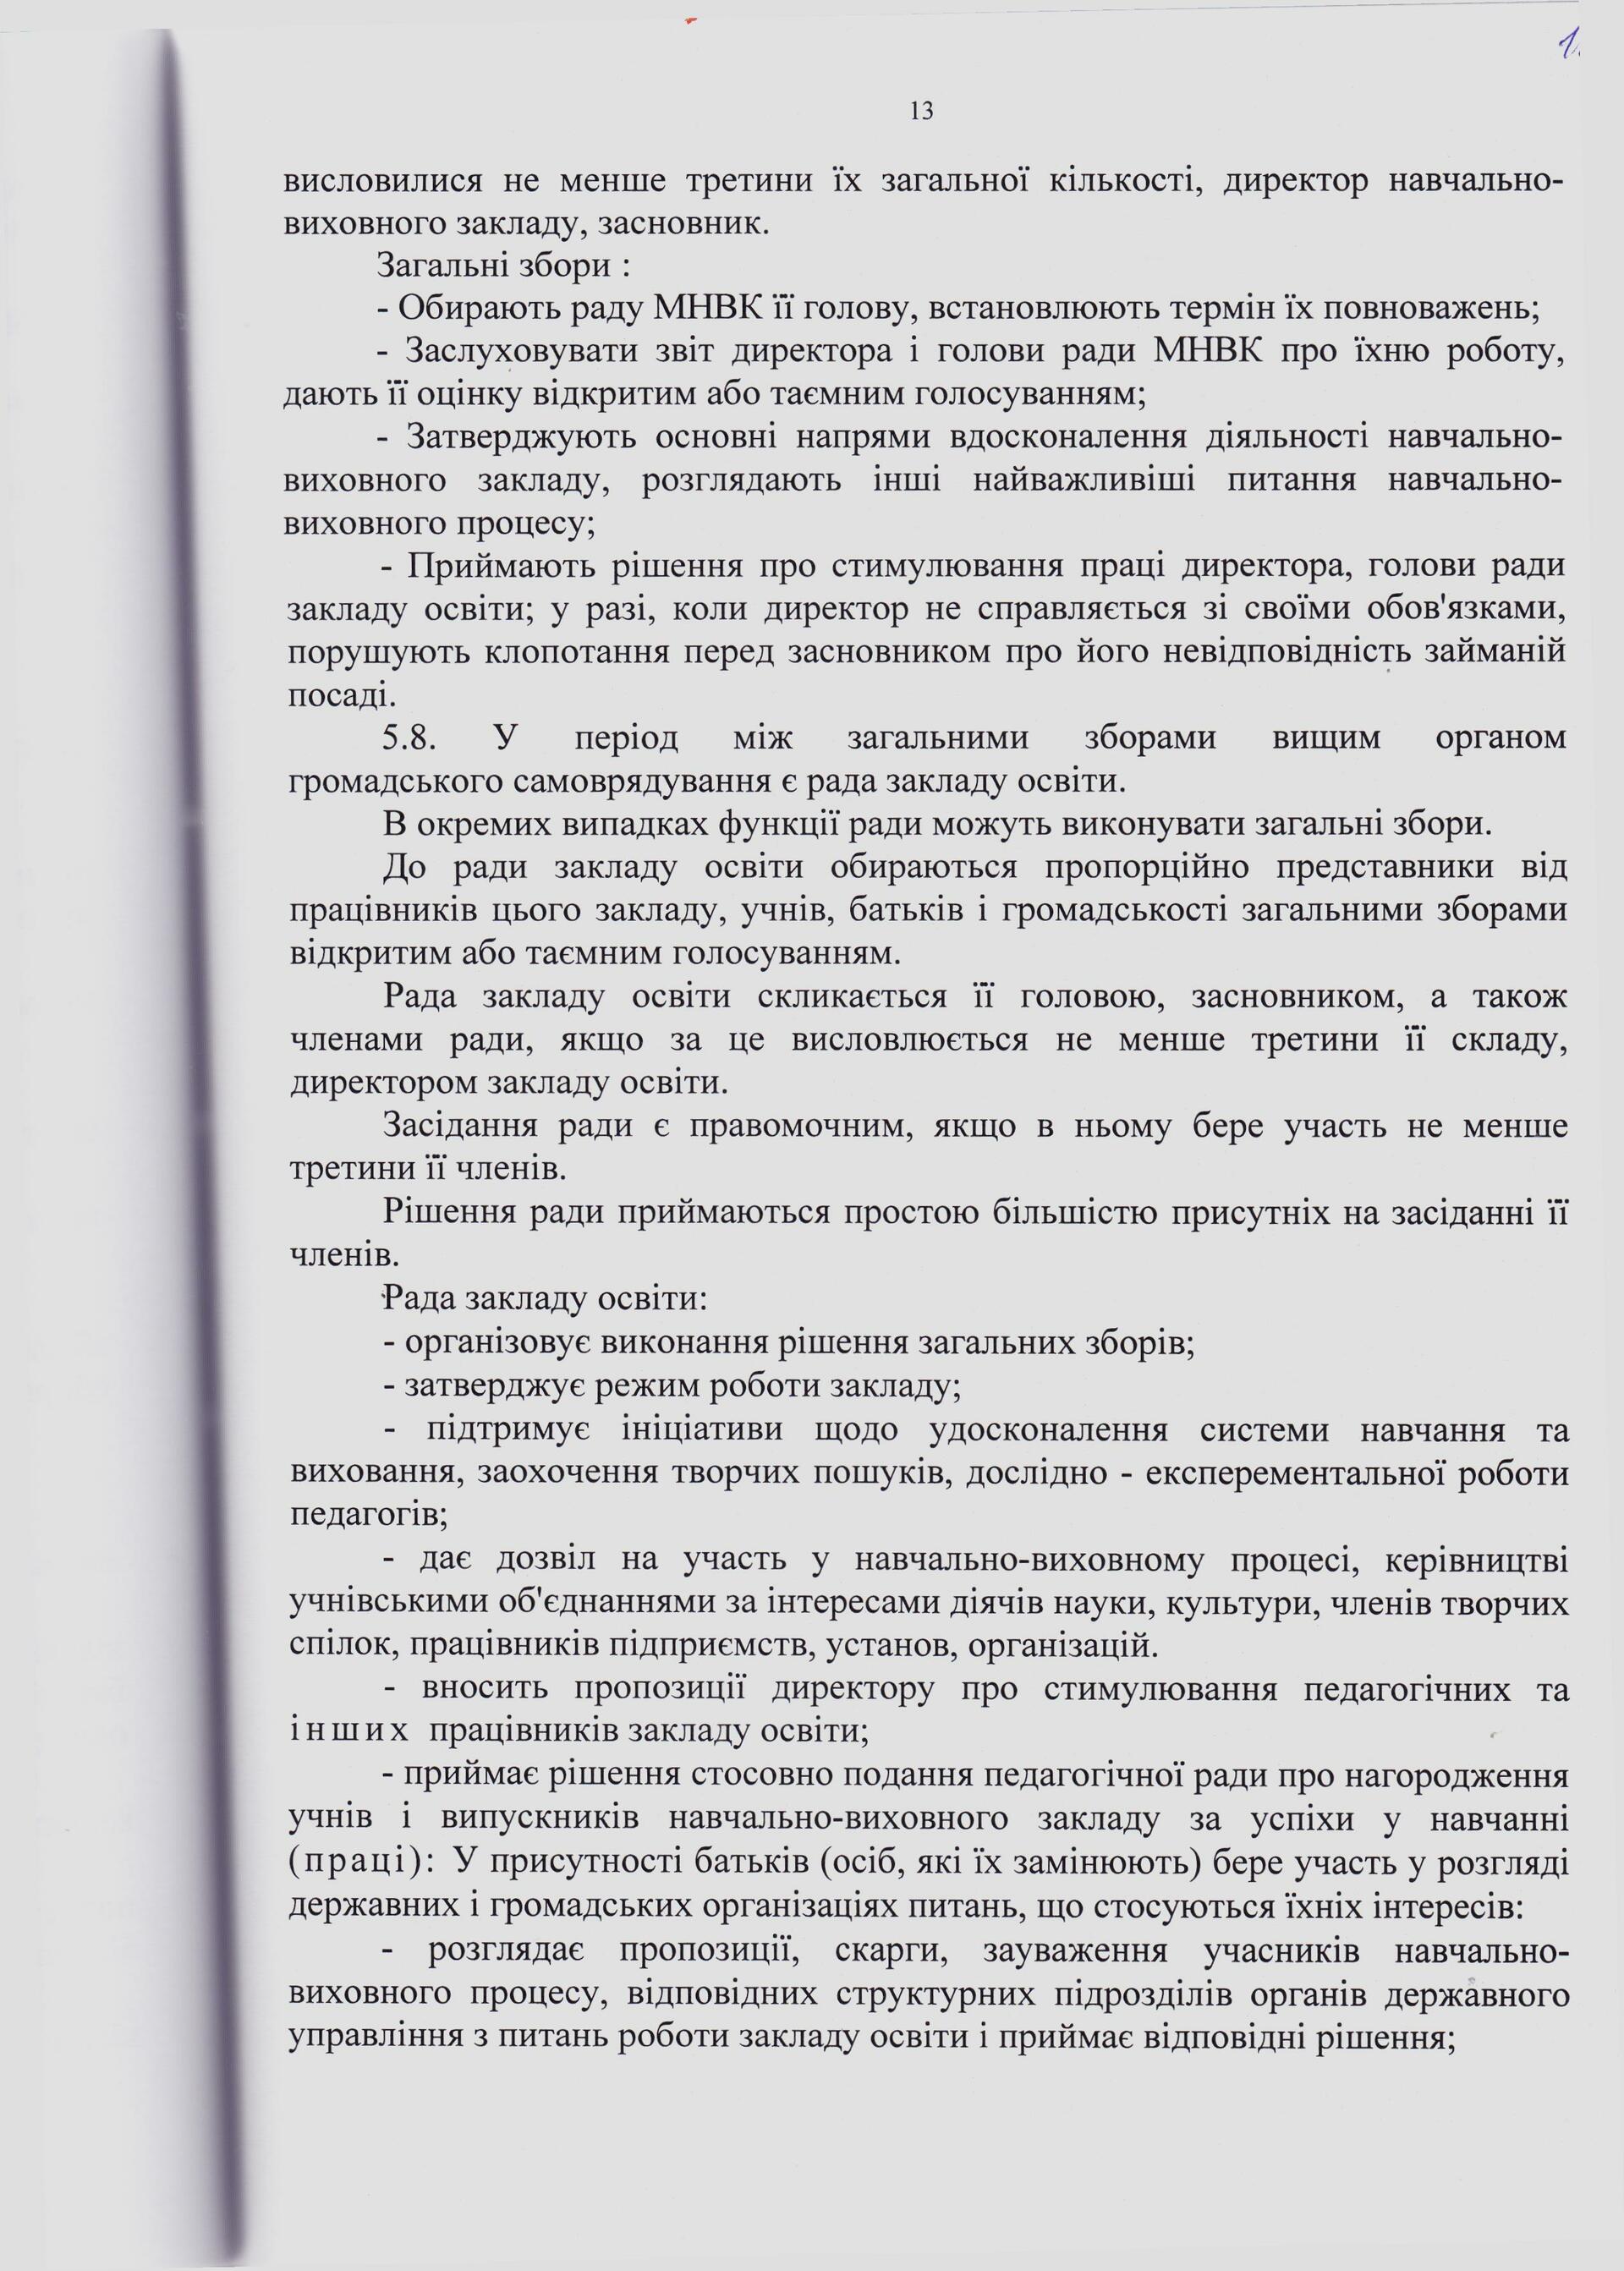 13
висловилися не менше третини їх загальної кількості, директор навчально-
виховного закладу, засновник.
Загальні збори :
- Обирають раду МНВК її голову, встановлюють термін їх повноважень;
- Заслуховувати звіт директора і голови ради МНВК про їхню роботу,
дають її оцінку відкритим або таємним голосуванням;
- Затверджують основні напрями вдосконалення діяльності навчально-
виховного закладу, розглядають інші найважливіші питання навчально-
виховного процесу;
- Приймають рішення про стимулювання праці директора, голови ради
закладу освіти; у разі, коли директор не справляється зі своїми обов'язками,
порушують клопотання перед засновником про його невідповідність займаній
посаді.
5.8. У період між загальними зборами вищим органом
громадського самоврядування є рада закладу освіти.
В окремих випадках функції ради можуть виконувати загальні збори.
До ради закладу освіти обираються пропорційно представники від
працівників цього закладу, учнів, батьків і громадськості загальними зборами
відкритим або таємним голосуванням.
Рада закладу освіти скликається її головою, засновником, а також
членами ради, якщо за це висловлюється не менше третини її складу,
директором закладу освіти.
Засідання ради є правомочним, якщо в ньому бере участь не менше
третини її членів.
Рішення ради приймаються простою більшістю присутніх на засіданні її
членів.
Рада закладу освіти:
- організовує виконання рішення загальних зборів;
- затверджує режим роботи закладу;
- підтримує ініціативи щодо удосконалення системи навчання та
виховання, заохочення творчих пошуків, дослідно - експерементальної роботи
педагогів;
- дає дозвіл на участь у навчально-виховному процесі, керівництві
учнівськими об'єднаннями за інтересами діячів науки, культури, членів творчих
спілок, працівників підприємств, установ, організацій.
- вносить пропозиції директору про стимулювання педагогічних та
інших працівників закладу освіти;
- приймає рішення стосовно подання педагогічної ради про нагородження
учнів і випускників навчально-виховного закладу за успіхи у навчанні
(праці): У присутності батьків (осіб, які їх замінюють) бере участь у розгляді
державних і громадських організаціях питань, що стосуються їхніх інтересів:
- розглядає пропозиції, скарги, зауваження учасників навчально-
виховного процесу, відповідних структурних підрозділів органів державного
управління з питань роботи закладу освіти і приймає відповідні рішення;